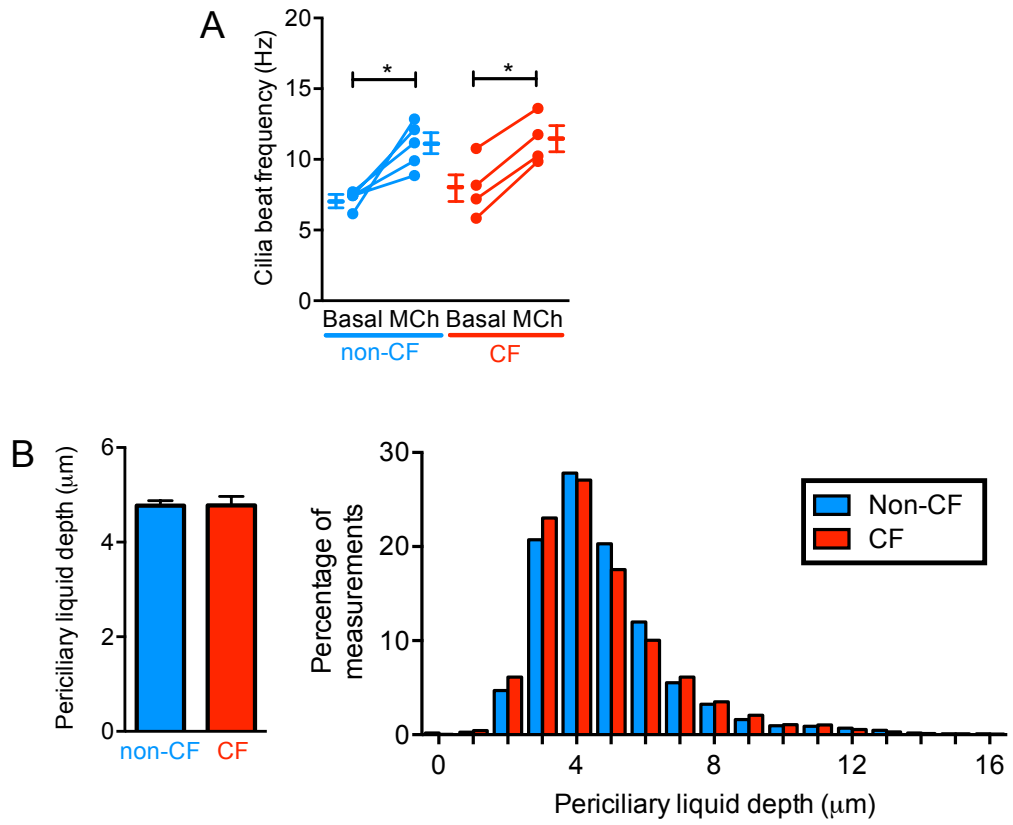 A
Cilia beat frequency (Hz)
20
15
10
5
0
* *
Basal MCh Basal MCh
non-CF CF
B
Periciliary liquid depth (μm)
6
4
2
0
non-CF CF
Percentage of
measurements
30
20
10
0
0 4 8 12 16
Periciliary liquid depth (μm)
Non-CF
CF